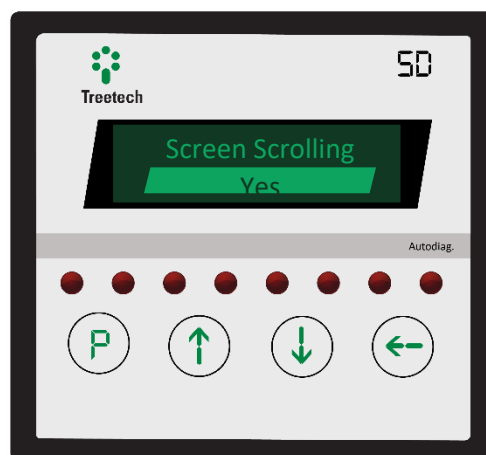 Treetech
SD
Screen Scrolling
Yes
Autodiag.
P